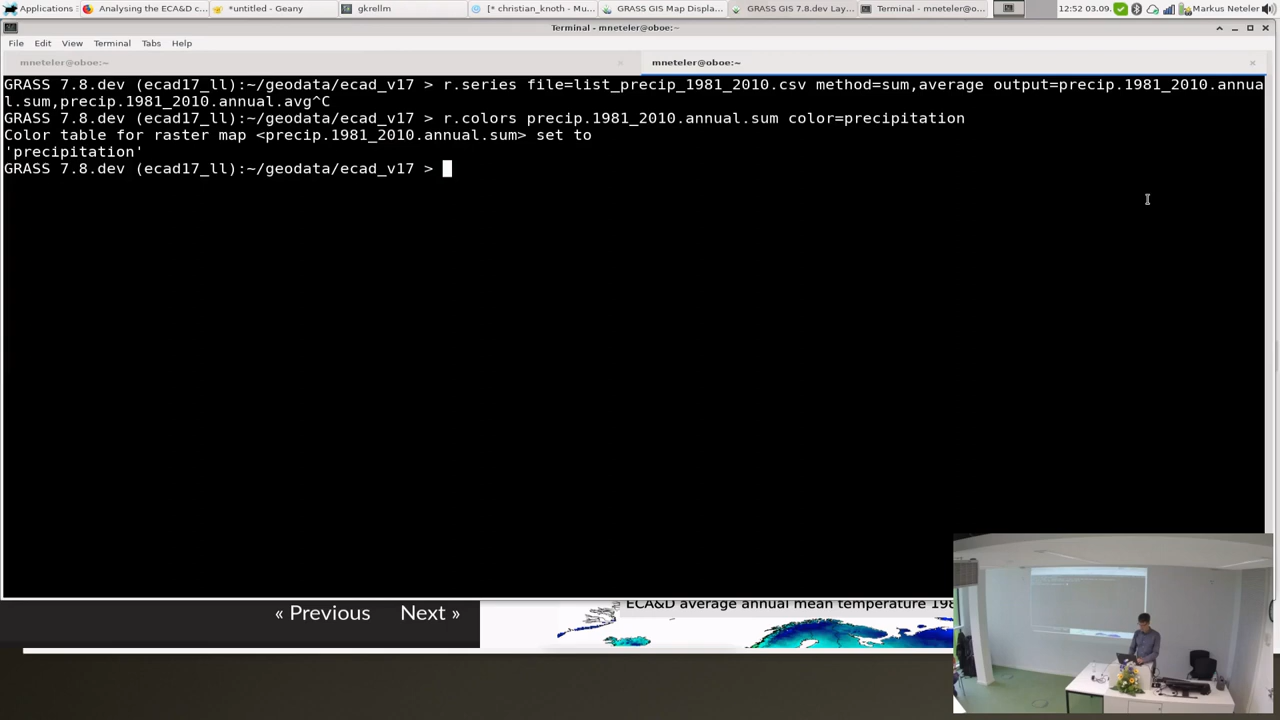 Applications
Analysing the ECA&D c...
*untitled - Geany
gkrellm
[* christian_knoth - Mu...
GRASS GIS Map Displa...
GRASS GIS 7.8.dev Lay...
Terminal - mneteler@o...
12:52 03.09.
Markus Neteler
Terminal - mneteler@oboe:~
File Edit View Terminal Tabs Help
mneteler@oboe:~
mneteler@oboe:~
GRASS 7.8.dev (ecad17_ll):~/geodata/ecad_v17 > r.series file=list_precip_1981_2010.csv method=sum,average output=precip.1981_2010.annua
l.sum,precip.1981_2010.annual.avg^C
GRASS 7.8.dev (ecad17_ll):~/geodata/ecad_v17 > r.colors precip.1981_2010.annual.sum color=precipitation
Color table for raster map <precip.1981_2010.annual.sum> set to
'precipitation'
GRASS 7.8.dev (ecad17_ll):~/geodata/ecad_v17 >
« Previous Next »
ECA&D average annual mean temperature 198